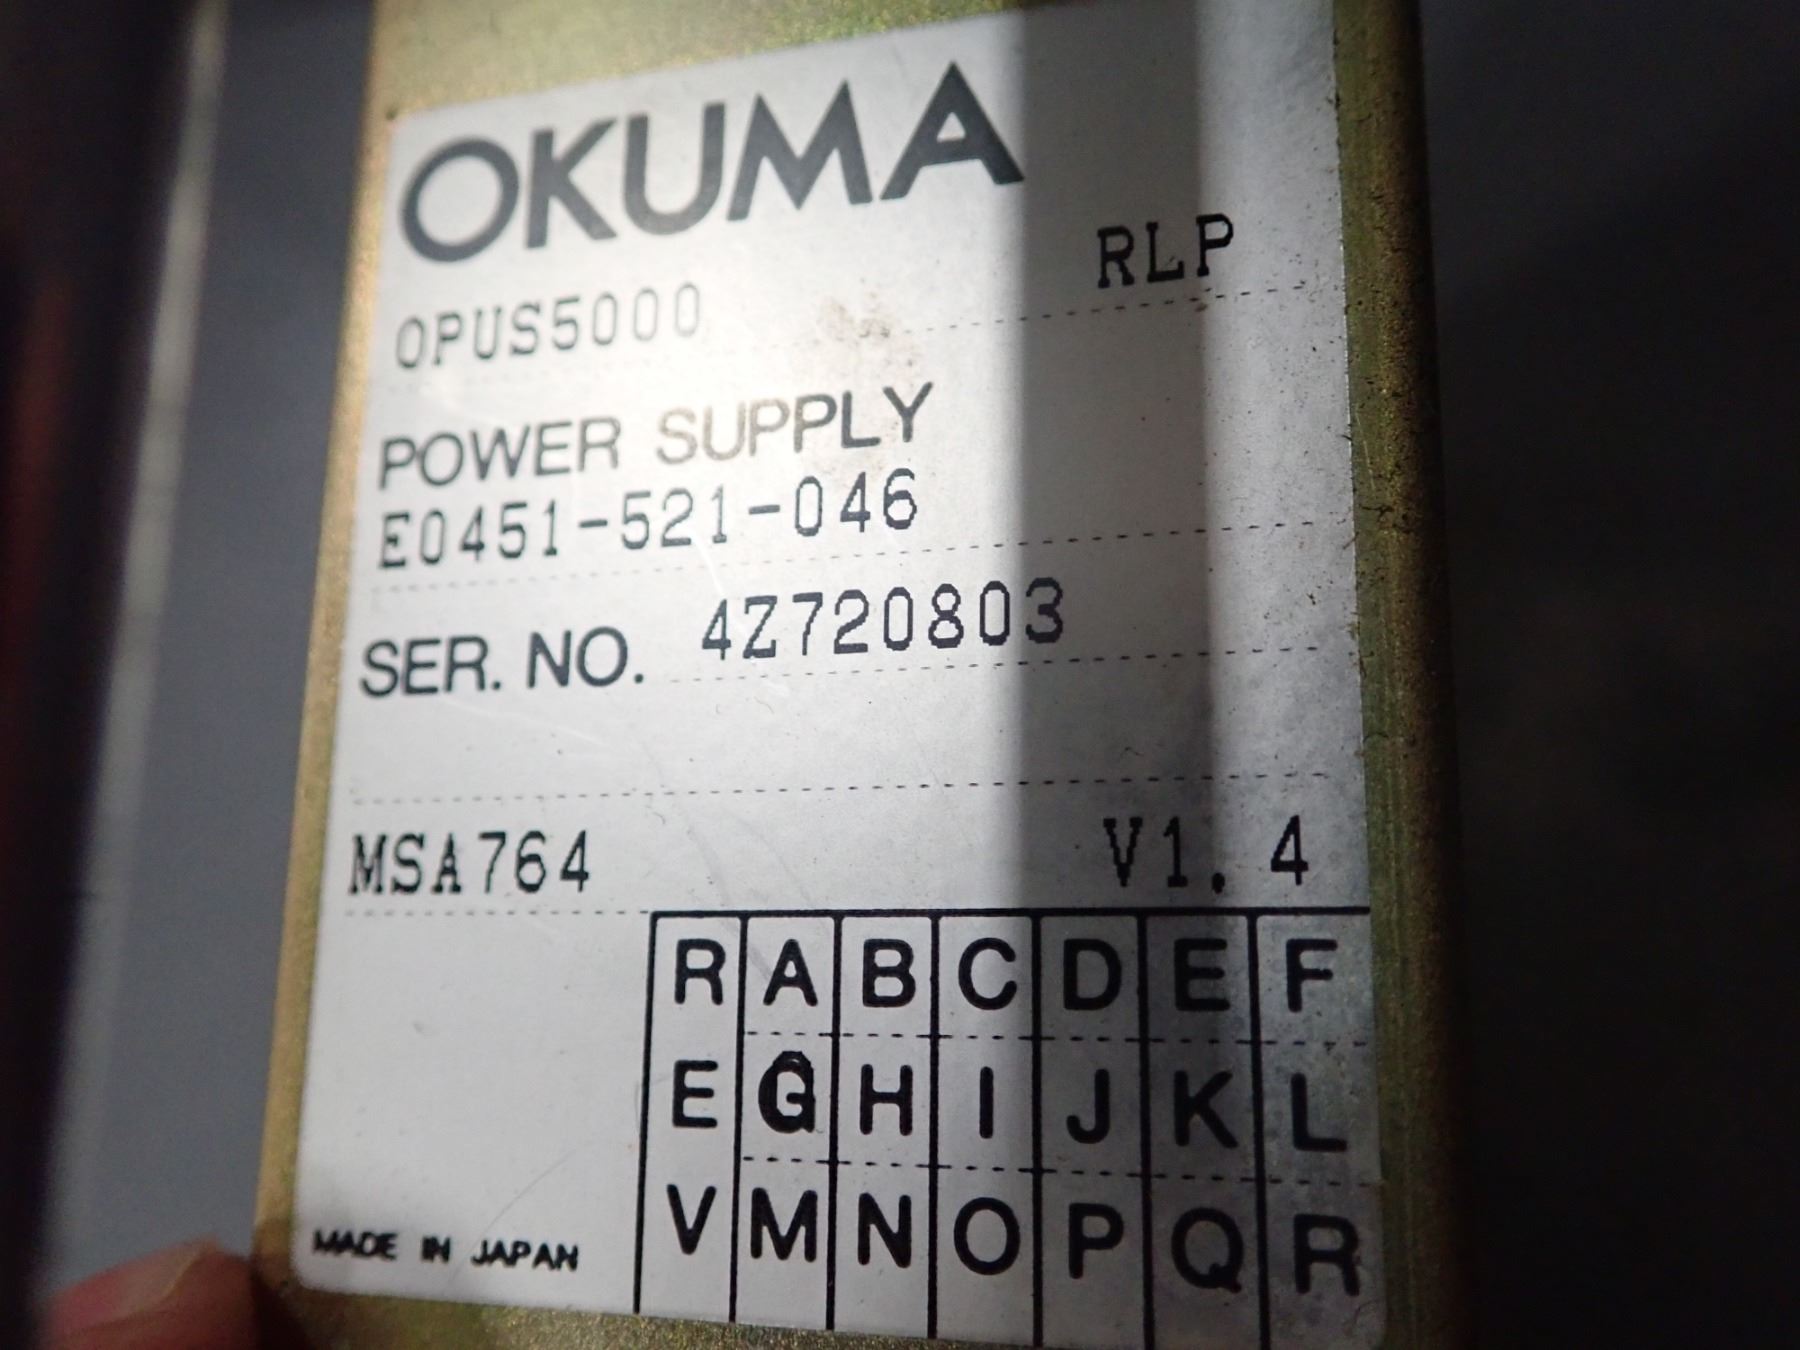 OKUMA
OPUS5000 RLP
POWER SUPPLY
E0451-521-046
SER. NO. 4Z720803
MSA764 V1.4
R A B C D E F
E G H I J K L
V M N O P Q R
MADE IN JAPAN